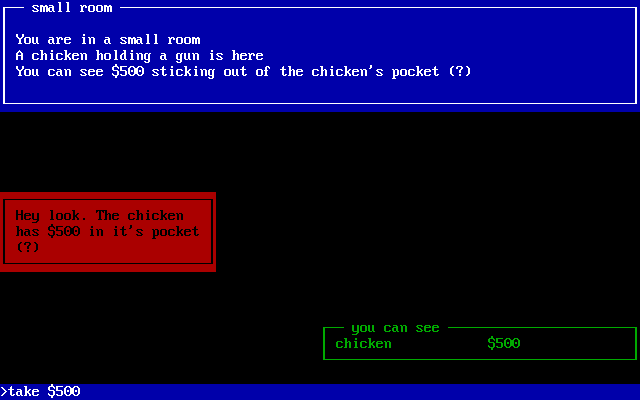 small room
You are in a small room
A chicken holding a gun is here
You can see $500 sticking out of the chicken's pocket (?)
Hey look. The chicken
has $500 in it's pocket
(?)
you can see
chicken $500
>take $500